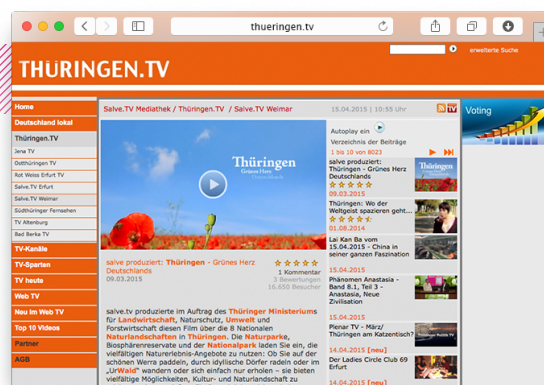 thueringen.tv
erweiterte Suche
THÜRINGEN.TV
Home
Deutschland lokal
Thüringen.TV
Jena TV
Ostthüringen TV
Rot Weiss Erfurt TV
Salve.TV Erfurt
Salve.TV Weimar
Südthüringer Fernsehen
TV Altenburg
Bad Berka TV
TV-Kanäle
TV-Sparten
TV heute
Web TV
Neu im Web TV
Top 10 Videos
Partner
AGB
Salve.TV Mediathek / Thüringen.TV / Salve.TV Weimar
15.04.2015 | 10:55 Uhr
TV
Thüringen
Grünes Herz
salve produziert: Thüringen - Grünes Herz
Deutschlands
09.03.2015
1 Kommentar
3 Bewertungen
16.650 Besucher
salve.tv produzierte im Auftrag des Thüringer Ministeriums
für Landwirtschaft, Naturschutz, Umwelt und
Forstwirtschaft diesen Film über die 8 Nationalen
Naturlandschaften in Thüringen. Die Naturparke,
Biosphärenreservate und der Nationalpark laden Sie ein, die
vielfältigen Naturerlebnis-Angebote zu nutzen: Ob Sie auf der
schönen Werra paddeln, durch idyllische Dörfer radeln oder im
„UrWald" wandern oder sich einfach nur erholen – sie bieten
vielfältige Möglichkeiten, Kultur- und Naturlandschaft zu
Autoplay ein
Verzeichnis der Beiträge
1 bis 10 von 8023
salve produziert:
Thüringen - Grünes Herz
Deutschlands
09.03.2015
Thüringen
Thüringen: Wo der
Weltgeist spazieren geht...
01.08.2014
Lai Kan Ba vom
15.04.2015 - China in
seiner ganzen Faszination
15.04.2015
Phänomen Anastasia -
Band 8.1, Teil 3 -
Anastasia, Neue
Zivilisation
15.04.2015
Plenar TV - März/
Thüringen am Katzentisch?
14.04.2015 [neu]
Der Ladies Circle Club 69
Erfurt
14.04.2015 [neu]
Voting